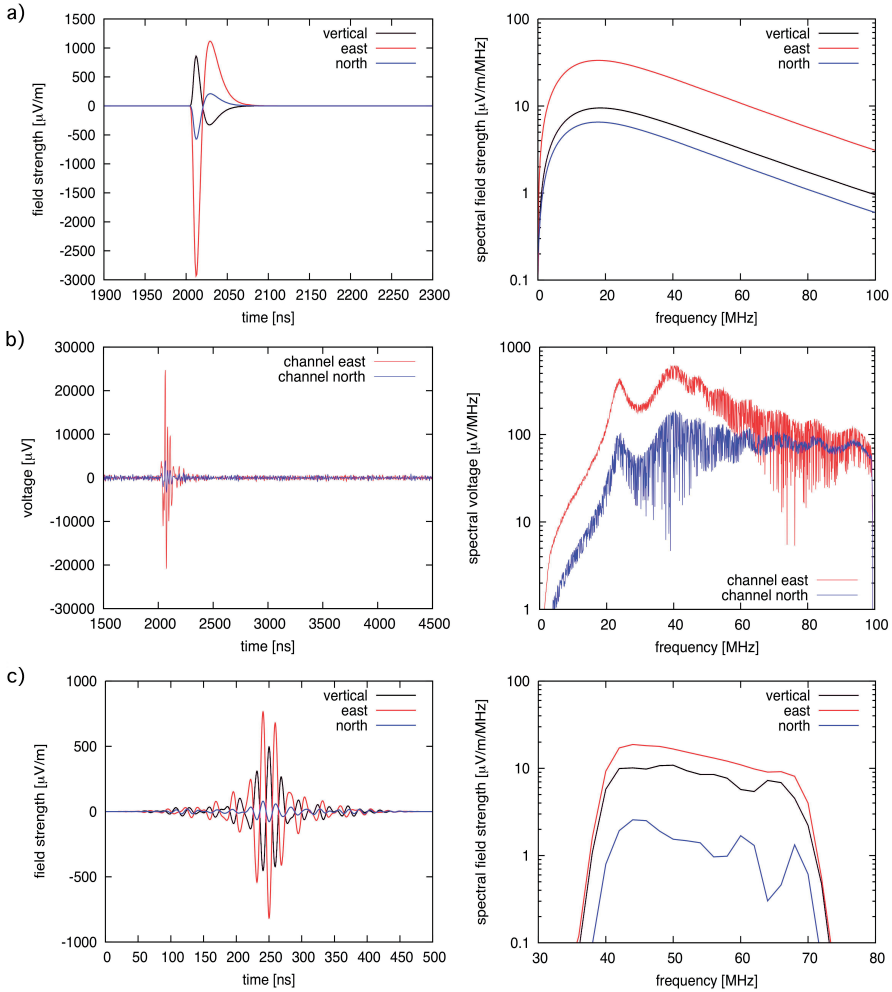 a)
1500
1000
500
0
-500
-1000
-1500
-2000
-2500
-3000
field strength [µV/m]
1900 1950 2000 2050 2100 2150 2200 2250 2300
time [ns]
vertical
east
north
100
10
1
0.1
spectral field strength [µV/m/MHz]
0 20 40 60 80 100
frequency [MHz]
vertical
east
north
b)
30000
20000
10000
0
-10000
-20000
-30000
voltage [µV]
1500 2000 2500 3000 3500 4000 4500
time [ns]
channel east
channel north
1000
100
10
1
spectral voltage [µV/MHz]
0 20 40 60 80 100
frequency [MHz]
channel east
channel north
c)
1000
500
0
-500
-1000
field strength [µV/m]
0 50 100 150 200 250 300 350 400 450 500
time [ns]
vertical
east
north
100
10
1
0.1
spectral field strength [µV/m/MHz]
30 40 50 60 70 80
frequency [MHz]
vertical
east
north